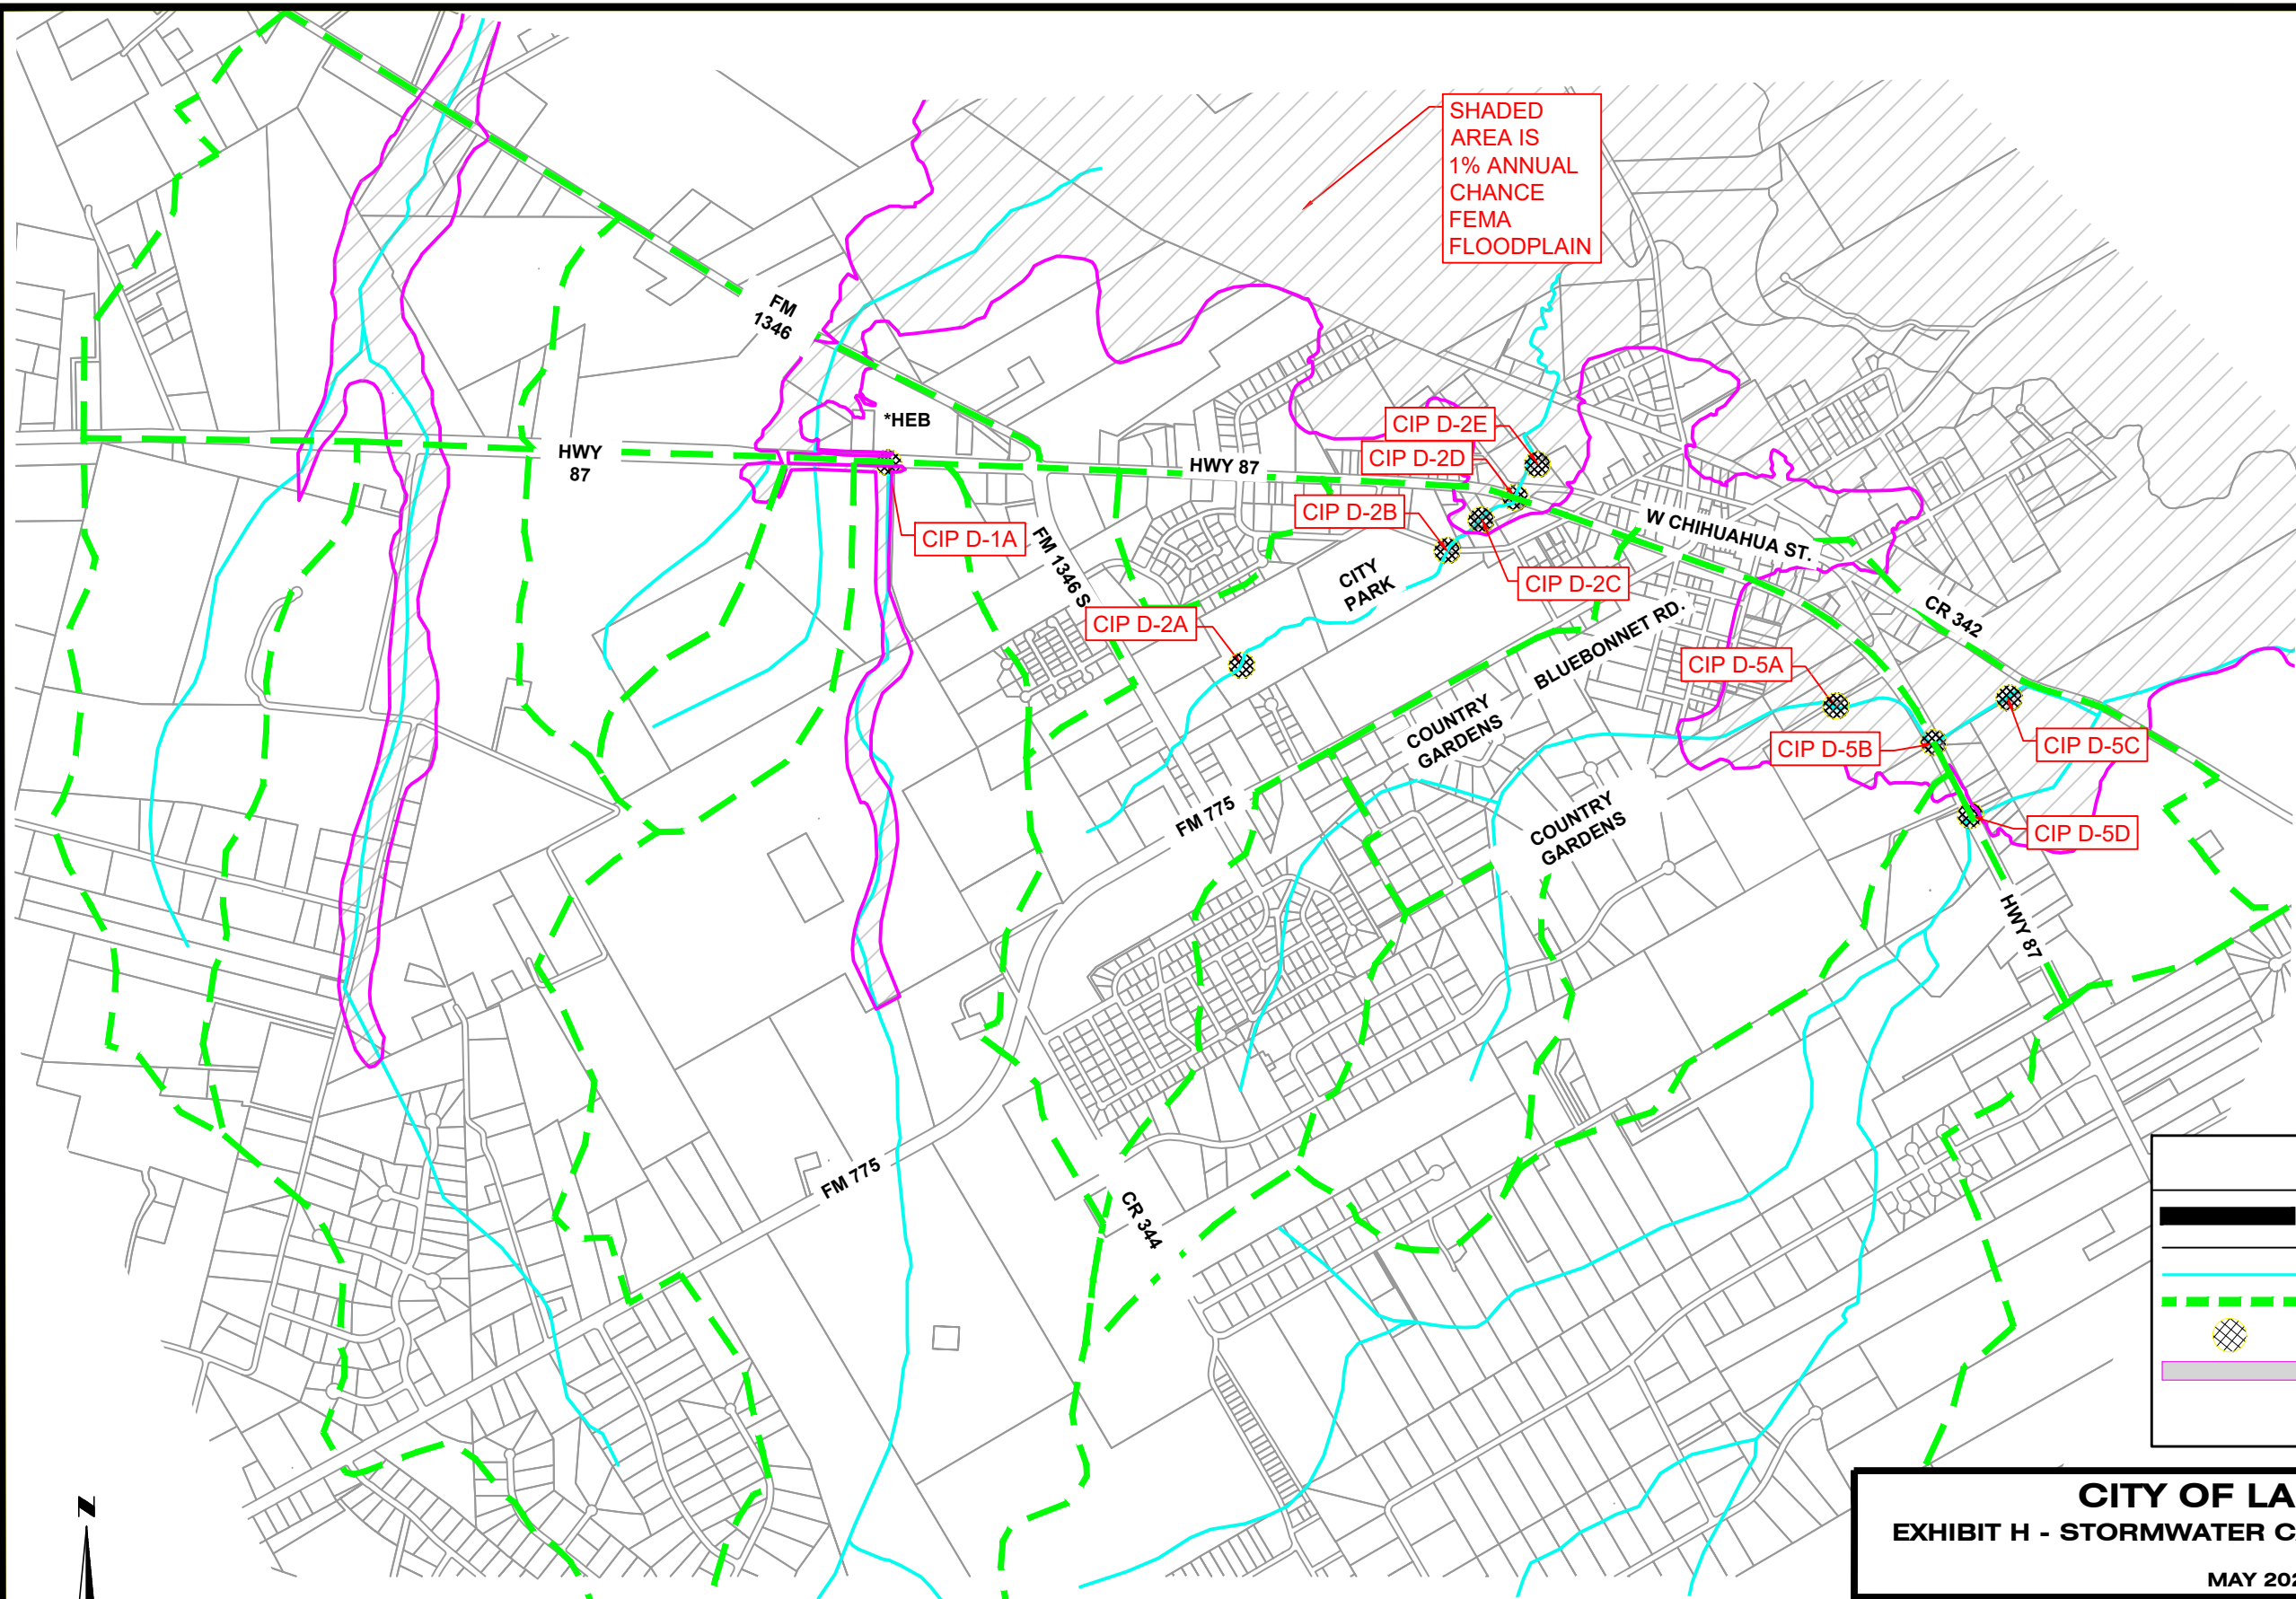 SHADED
AREA IS
1% ANNUAL
CHANCE
FEMA
FLOODPLAIN
FM
1346
*HEB
HWY
87
HWY 87
CIP D-2E
CIP D-2D
CIP D-2B
CIP D-1A
FM 1346 S
W CHIHUAHUA ST.
CITY
PARK
CIP D-2C
CIP D-2A
BLUEBONNET RD.
CR 342
CIP D-5A
COUNTRY
GARDENS
CIP D-5B
CIP D-5C
FM 775
COUNTRY
GARDENS
CIP D-5D
HWY 87
FM 775
CR 344
N
CITY OF LA
EXHIBIT H - STORMWATER C
MAY 202